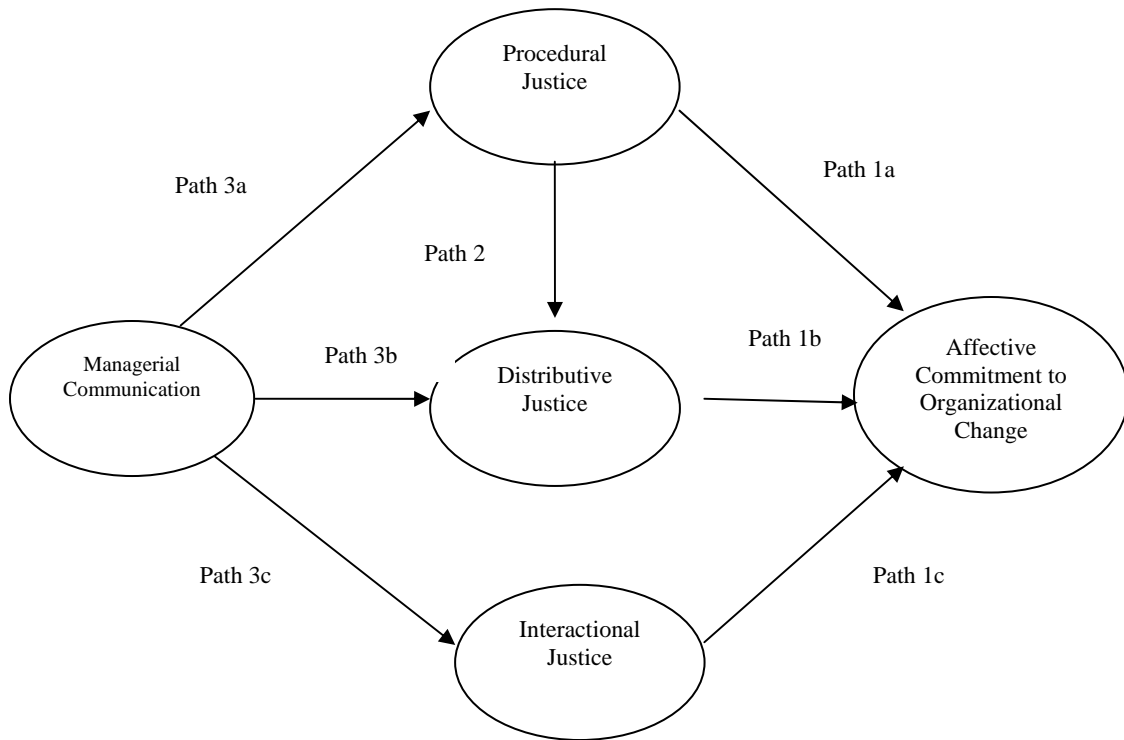 Procedural
Justice
Path 1a
Path 3a
Path 2
Path 1b
Path 3b
Managerial
Communication
Distributive
Justice
Affective
Commitment to
Organizational
Change
Path 3c
Path 1c
Interactional
Justice